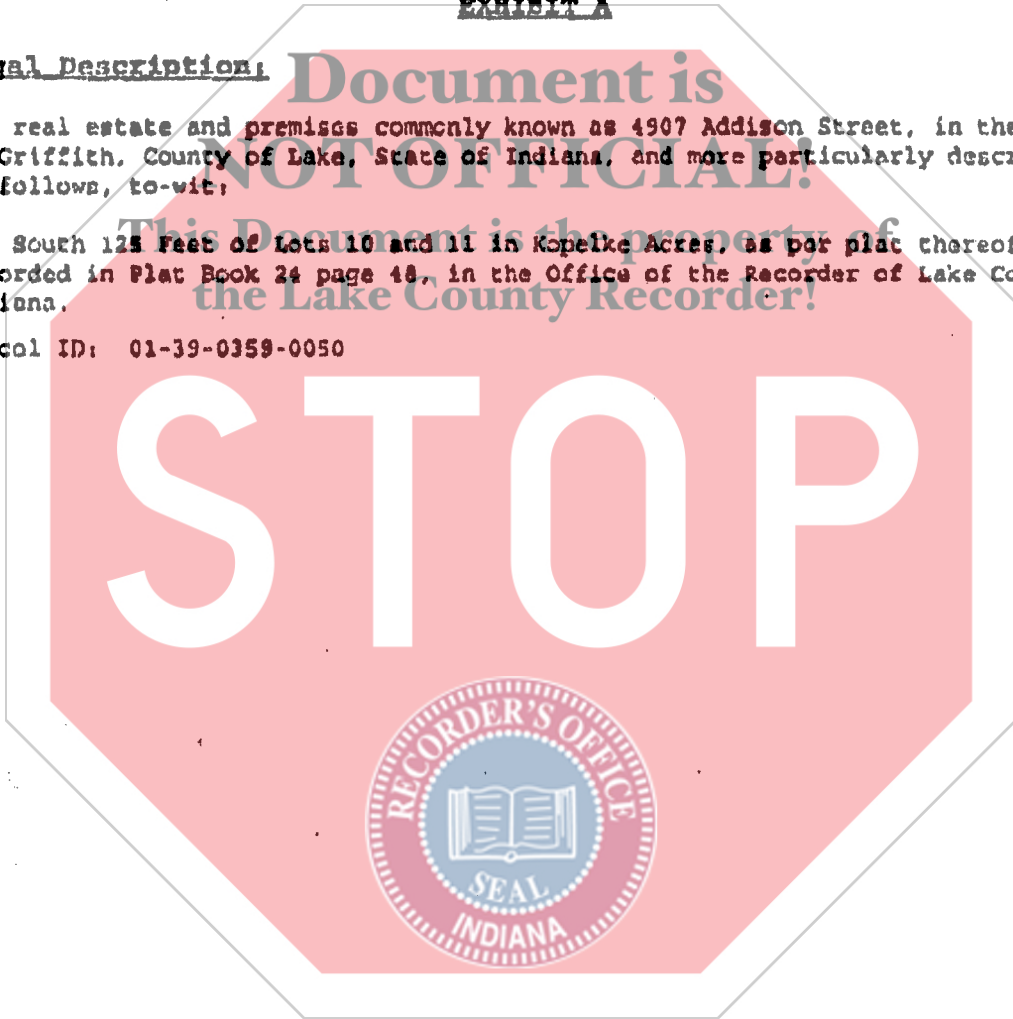 EXHIBIT A
gal Description:
Document is
real estate and premises commonly known as 4907 Addison Street, in the
Griffith, County of Lake, State of Indiana, and more particularly descr
NOT OFFICIAL!
follows, to-wit:
This Document is the property of
South 125 Feet of Lots 10 and 11 in Kopelke Acres, as per plat thereof
orded in Plat Book 24 page 48, in the Office of the Recorder of Lake Co
the Lake County Recorder!
iana.
cel ID: 01-39-0359-0050
STOP
RECORDER'S OFFICE
SEAL
INDIANA